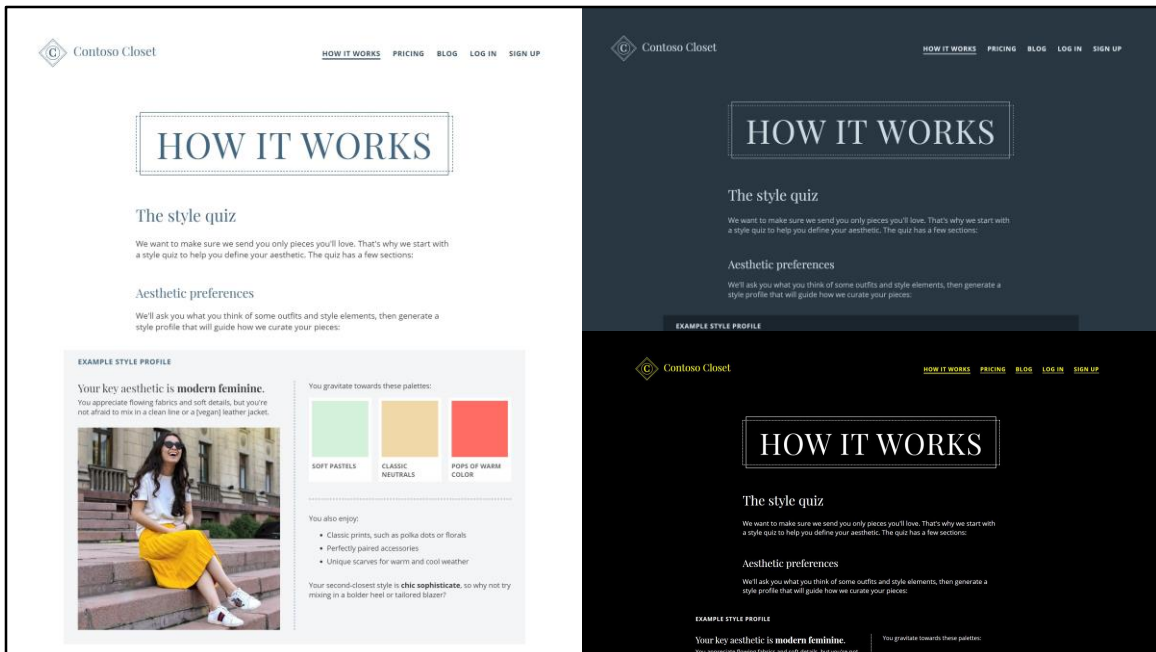 C Contoso Closet
HOW IT WORKS PRICING BLOG LOG IN SIGN UP
HOW IT WORKS
The style quiz
We want to make sure we send you only pieces you'll love. That's why we start with
a style quiz to help you define your aesthetic. The quiz has a few sections:
Aesthetic preferences
We'll ask you what you think of some outfits and style elements, then generate a
style profile that will guide how we curate your pieces:
EXAMPLE STYLE PROFILE
Your key aesthetic is modern feminine.
You appreciate flowing fabrics and soft details, but you're
not afraid to mix in a clean line or a [vegan] leather jacket.
You gravitate towards these palettes:
SOFT PASTELS
CLASSIC
NEUTRALS
POPS OF WARM
COLOR
You also enjoy:
• Classic prints, such as polka dots or florals
• Perfectly paired accessories
• Unique scarves for warm and cool weather
Your second-closest style is chic sophisticate, so why not try
mixing in a bolder heel or tailored blazer?
C Contoso Closet
HOW IT WORKS PRICING BLOG LOG IN SIGN UP
HOW IT WORKS
The style quiz
We want to make sure we send you only pieces you'll love. That's why we start with
a style quiz to help you define your aesthetic. The quiz has a few sections:
Aesthetic preferences
We'll ask you what you think of some outfits and style elements, then generate a
style profile that will guide how we curate your pieces:
EXAMPLE STYLE PROFILE
C Contoso Closet
HOW IT WORKS PRICING BLOG LOG IN SIGN UP
HOW IT WORKS
The style quiz
We want to make sure we send you only pieces you'll love. That's why we start with
a style quiz to help you define your aesthetic. The quiz has a few sections:
Aesthetic preferences
We'll ask you what you think of some outfits and style elements, then generate a
style profile that will guide how we curate your pieces:
EXAMPLE STYLE PROFILE
Your key aesthetic is modern feminine.
You appreciate flowing fabrics and soft details, but you're not
You gravitate towards these palettes: